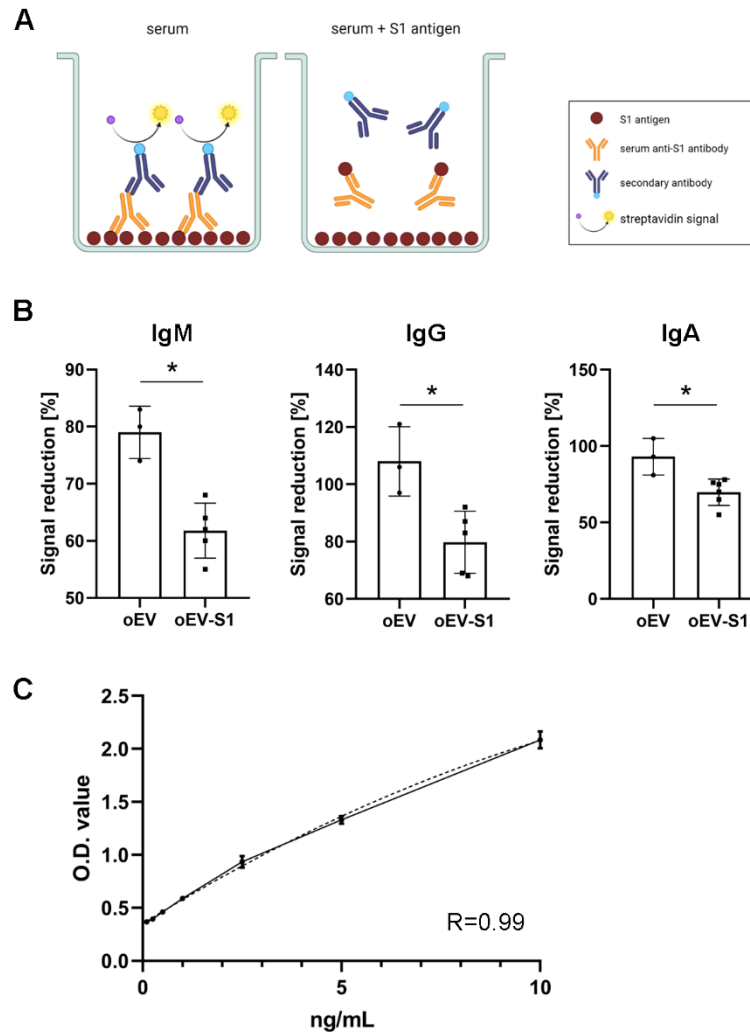 A
serum
serum + S1 antigen
S1 antigen
serum anti-S1 antibody
secondary antibody
streptavidin signal
B
IgM
Signal reduction [%]
90
80
70
60
50
*
oEV
oEV-S1
IgG
Signal reduction [%]
140
120
100
80
60
*
oEV
oEV-S1
IgA
Signal reduction [%]
150
100
50
0
*
oEV
oEV-S1
C
O.D. value
2.5
2.0
1.5
1.0
0.5
0.0
R=0.99
0
5
10
ng/mL